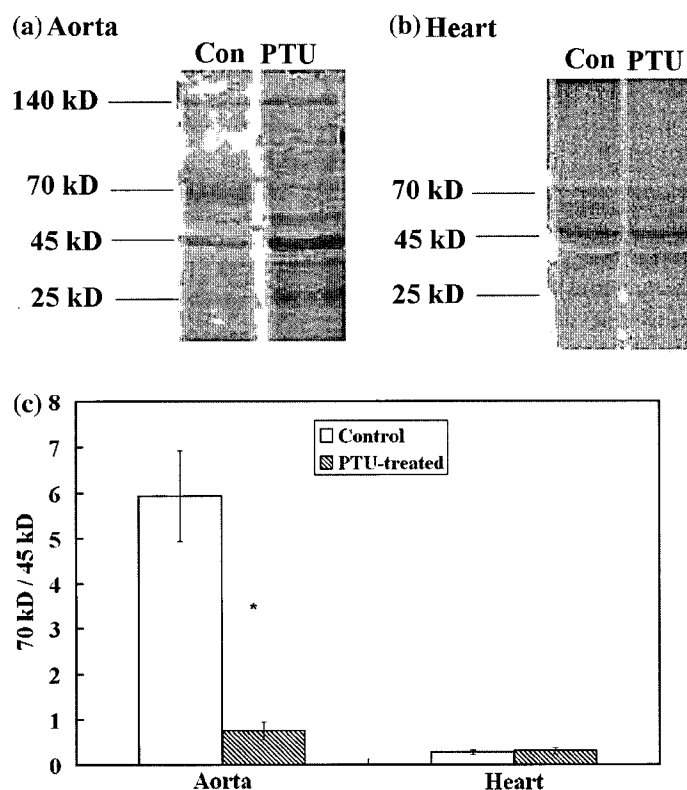 (a) Aorta
Con PTU
140 kD
70 kD
45 kD
25 kD
(b) Heart
Con PTU
70 kD
45 kD
25 kD
(c)
8
7
6
5
4
3
2
1
0
70 kD / 45 kD
Control
PTU-treated
*
Aorta
Heart